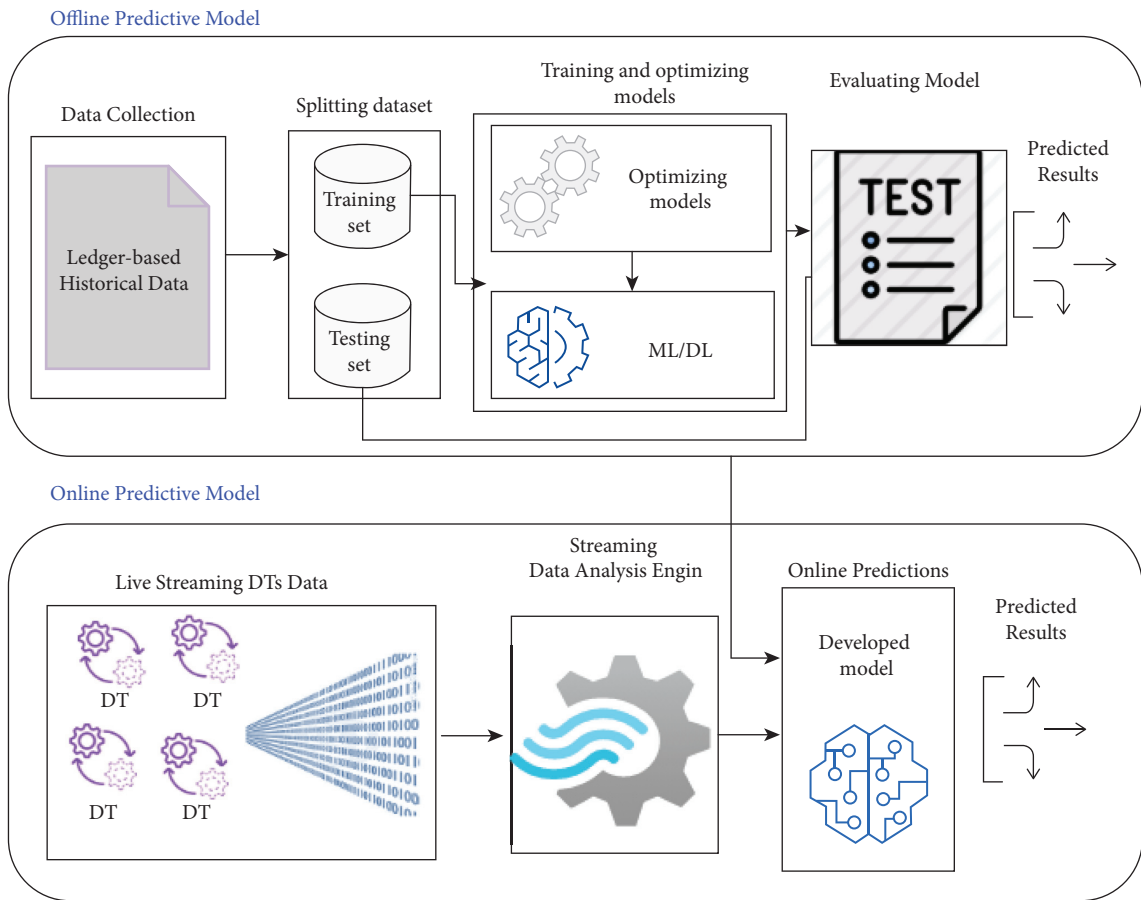 Offline Predictive Model
Data Collection
Ledger-based
Historical Data
Splitting dataset
Training
set
Testing
set
Training and optimizing
models
Optimizing
models
ML/DL
Evaluating Model
TEST
Predicted
Results
Online Predictive Model
Live Streaming DTs Data
DT
DT
DT
DT
Streaming
Data Analysis Engin
Online Predictions
Developed
model
Predicted
Results